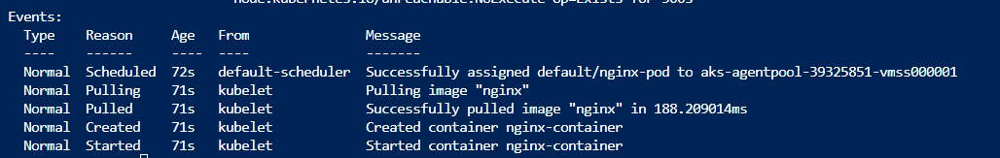 node.kubernetes.io/unreachable:NoExecute op=Exists for 300s
Events:
Type Reason Age From Message
---- ------ ---- ---- -------
Normal Scheduled 72s default-scheduler Successfully assigned default/nginx-pod to aks-agentpool-39325851-vmss000001
Normal Pulling 71s kubelet Pulling image "nginx"
Normal Pulled 71s kubelet Successfully pulled image "nginx" in 188.209014ms
Normal Created 71s kubelet Created container nginx-container
Normal Started 71s kubelet Started container nginx-container